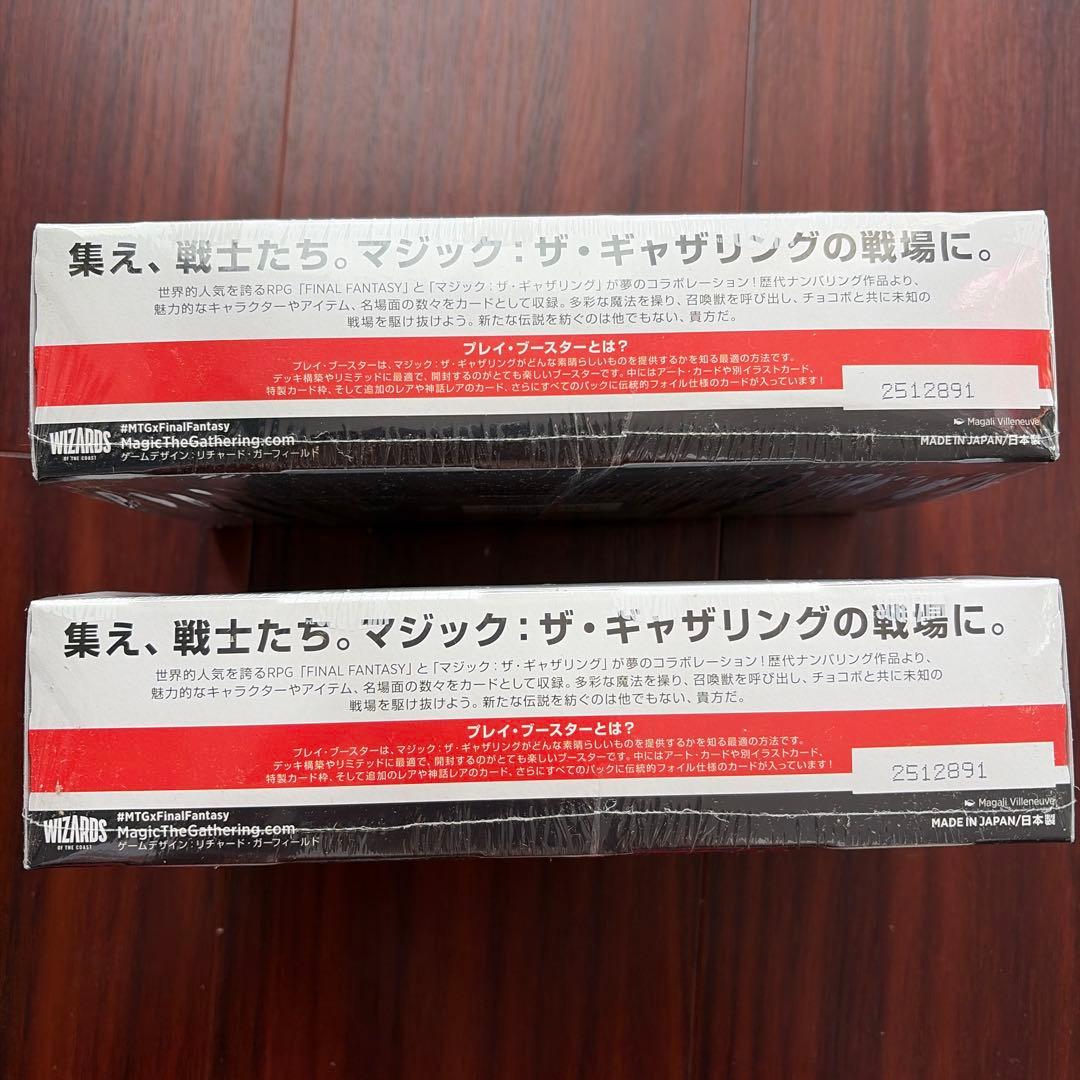 集え、戦士たち。マジック：ザ・ギャザリングの戦場に。
世界的人気を誇るRPG「FINAL FANTASY」と「マジック：ザ・ギャザリング」が夢のコラボレーション！歴代ナンバリング作品より、
魅力的なキャラクターやアイテム、名場面の数々をカードとして収録。多彩な魔法を操り、召喚獣を呼び出し、チョコボと共に未知の
戦場を駆け抜けよう。新たな伝説を紡ぐのは他でもない、貴方だ。
プレイ・ブースターとは？
プレイ・ブースターは、マジック：ザ・ギャザリングがどんな素晴らしいものを提供するかを知る最適の方法です。
デッキ構築やリミテッドに最適で、開封するのがとても楽しいブースターです。中にはアート・カードや別イラストカード、
特製カード枠、そして追加のレアや神話レアのカード、さらにすべてのパックに伝統的フォイル仕様のカードが入っています！
2512891
#MTGxFinalFantasy
Magali Villeneuve
WIZARDS
OF THE COAST
MagicTheGathering.com
MADE IN JAPAN/日本製
ゲームデザイン：リチャード・ガーフィールド
集え、戦士たち。マジック：ザ・ギャザリングの戦場に。
世界的人気を誇るRPG「FINAL FANTASY」と「マジック：ザ・ギャザリング」が夢のコラボレーション！歴代ナンバリング作品より、
魅力的なキャラクターやアイテム、名場面の数々をカードとして収録。多彩な魔法を操り、召喚獣を呼び出し、チョコボと共に未知の
戦場を駆け抜けよう。新たな伝説を紡ぐのは他でもない、貴方だ。
プレイ・ブースターとは？
プレイ・ブースターは、マジック：ザ・ギャザリングがどんな素晴らしいものを提供するかを知る最適の方法です。
デッキ構築やリミテッドに最適で、開封するのがとても楽しいブースターです。中にはアート・カードや別イラストカード、
特製カード枠、そして追加のレアや神話レアのカード、さらにすべてのパックに伝統的フォイル仕様のカードが入っています！
2512891
#MTGxFinalFantasy
Magali Villeneuve
WIZARDS
OF THE COAST
MagicTheGathering.com
MADE IN JAPAN/日本製
ゲームデザイン：リチャード・ガーフィールド